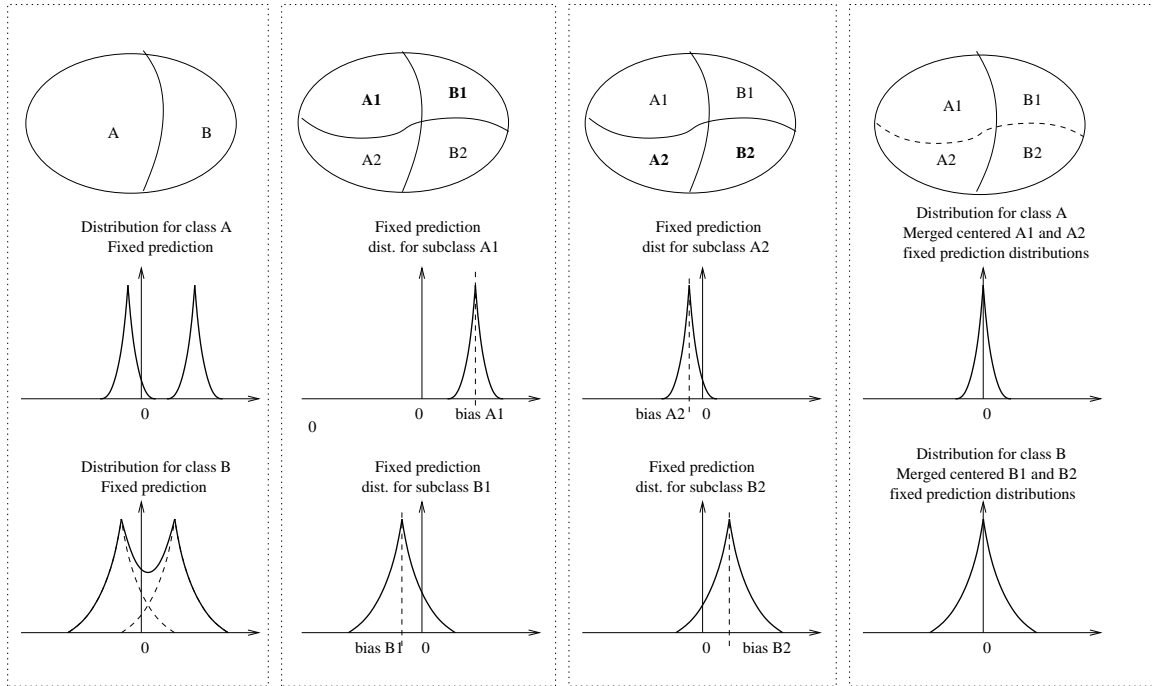 A
B
Distribution for class A
Fixed prediction
0
Distribution for class B
Fixed prediction
0
A1
B1
A2
B2
Fixed prediction
dist. for subclass A1
0
bias A1
0
Fixed prediction
dist. for subclass B1
bias B1
0
A1
B1
A2
B2
Fixed prediction
dist for subclass A2
bias A2
0
Fixed prediction
dist. for subclass B2
0
bias B2
A1
B1
A2
B2
Distribution for class A
Merged centered A1 and A2
fixed prediction distributions
0
Distribution for class B
Merged centered B1 and B2
fixed prediction distributions
0